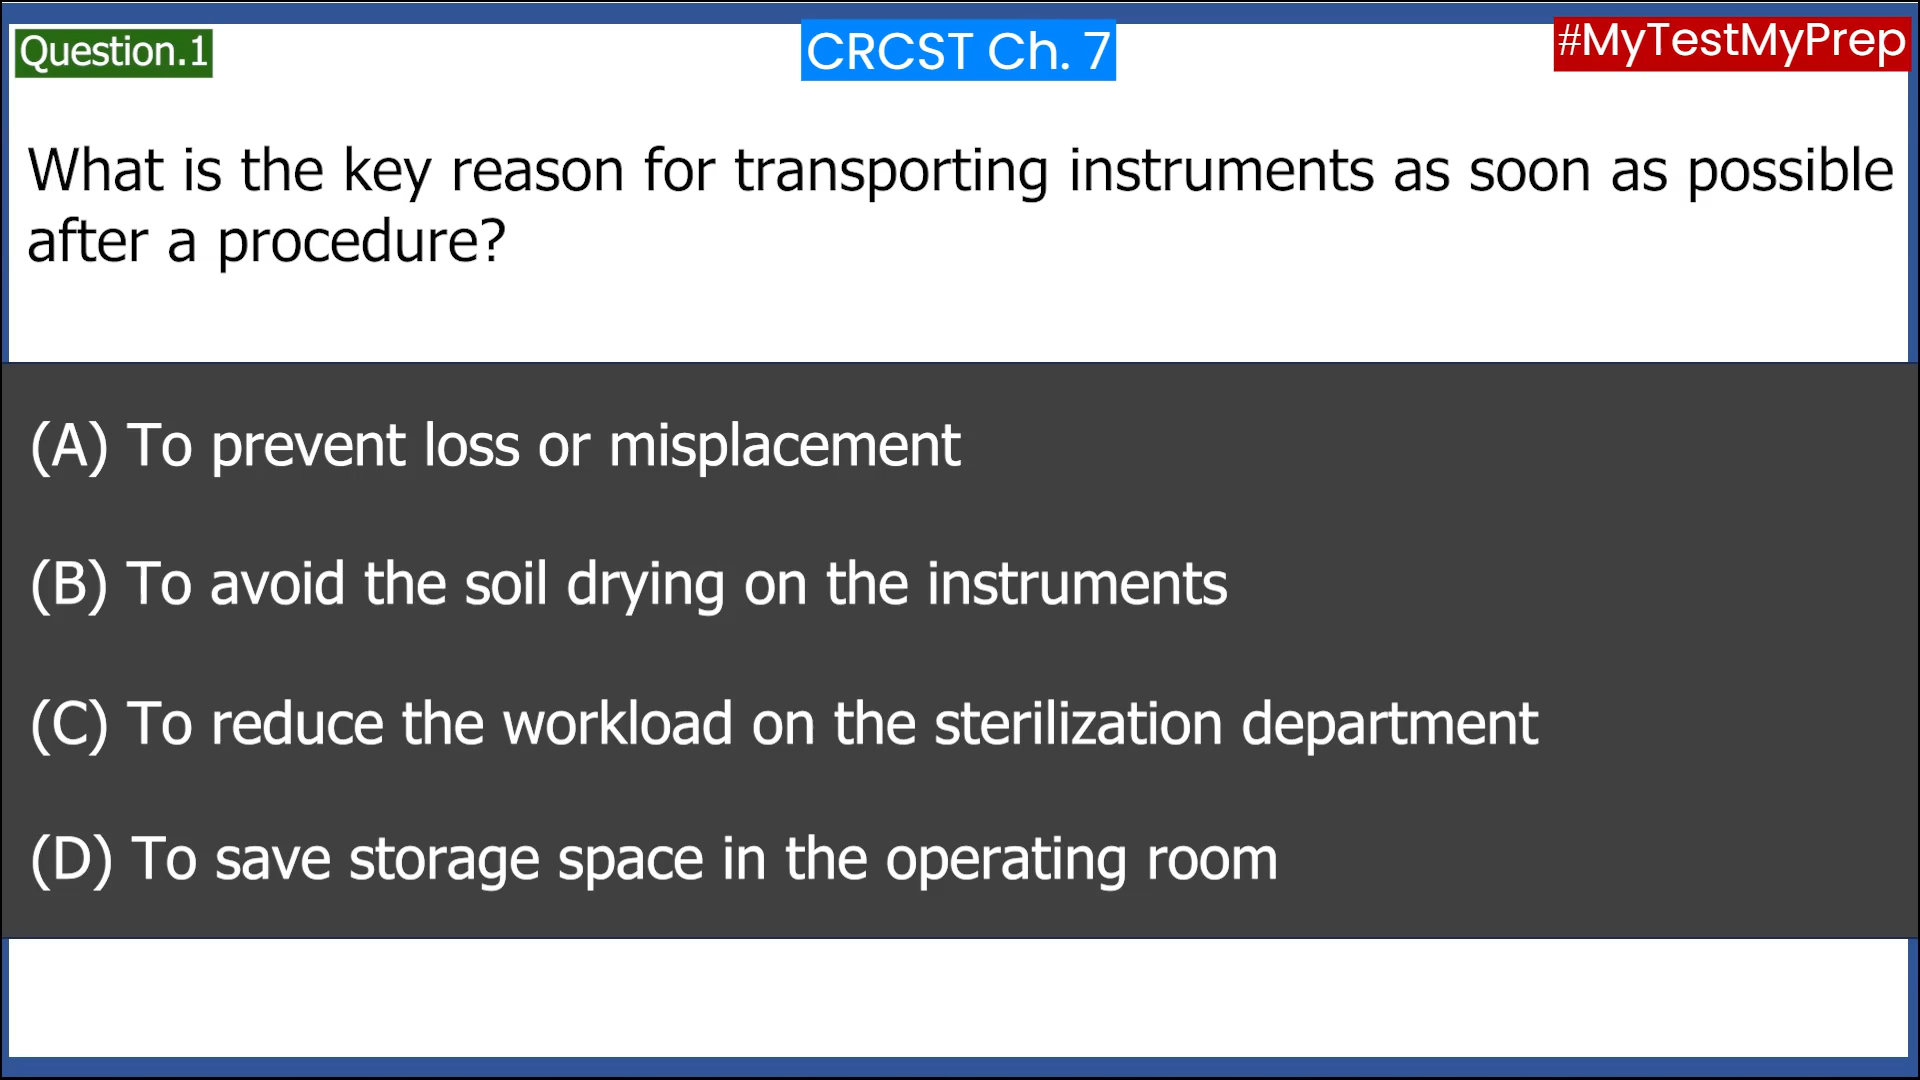 Question.1
CRCST Ch. 7
#MyTestMyPrep
What is the key reason for transporting instruments as soon as possible
after a procedure?
(A) To prevent loss or misplacement
(B) To avoid the soil drying on the instruments
(C) To reduce the workload on the sterilization department
(D) To save storage space in the operating room